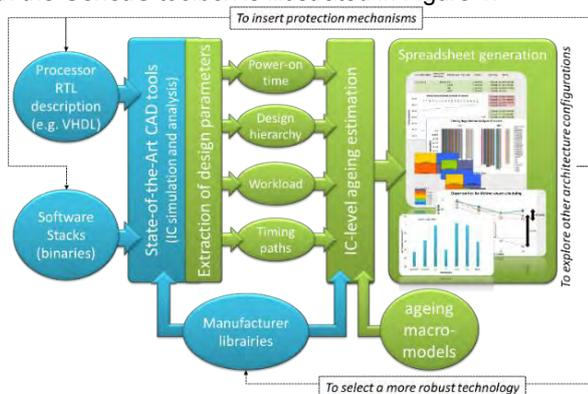 To insert protection mechanisms
Processor
RTL
description
(e.g. VHDL)
Software
Stacks
(binaries)
State-of-the-Art CAD tools
(IC simulation and analysis)
Extraction of design parameters
Power-on
time
Design
hierarchy
Workload
Timing
paths
IC-level ageing estimation
Spreadsheet generation
To explore other architecture configurations
Manufacturer
librairies
ageing
macro-
models
To select a more robust technology